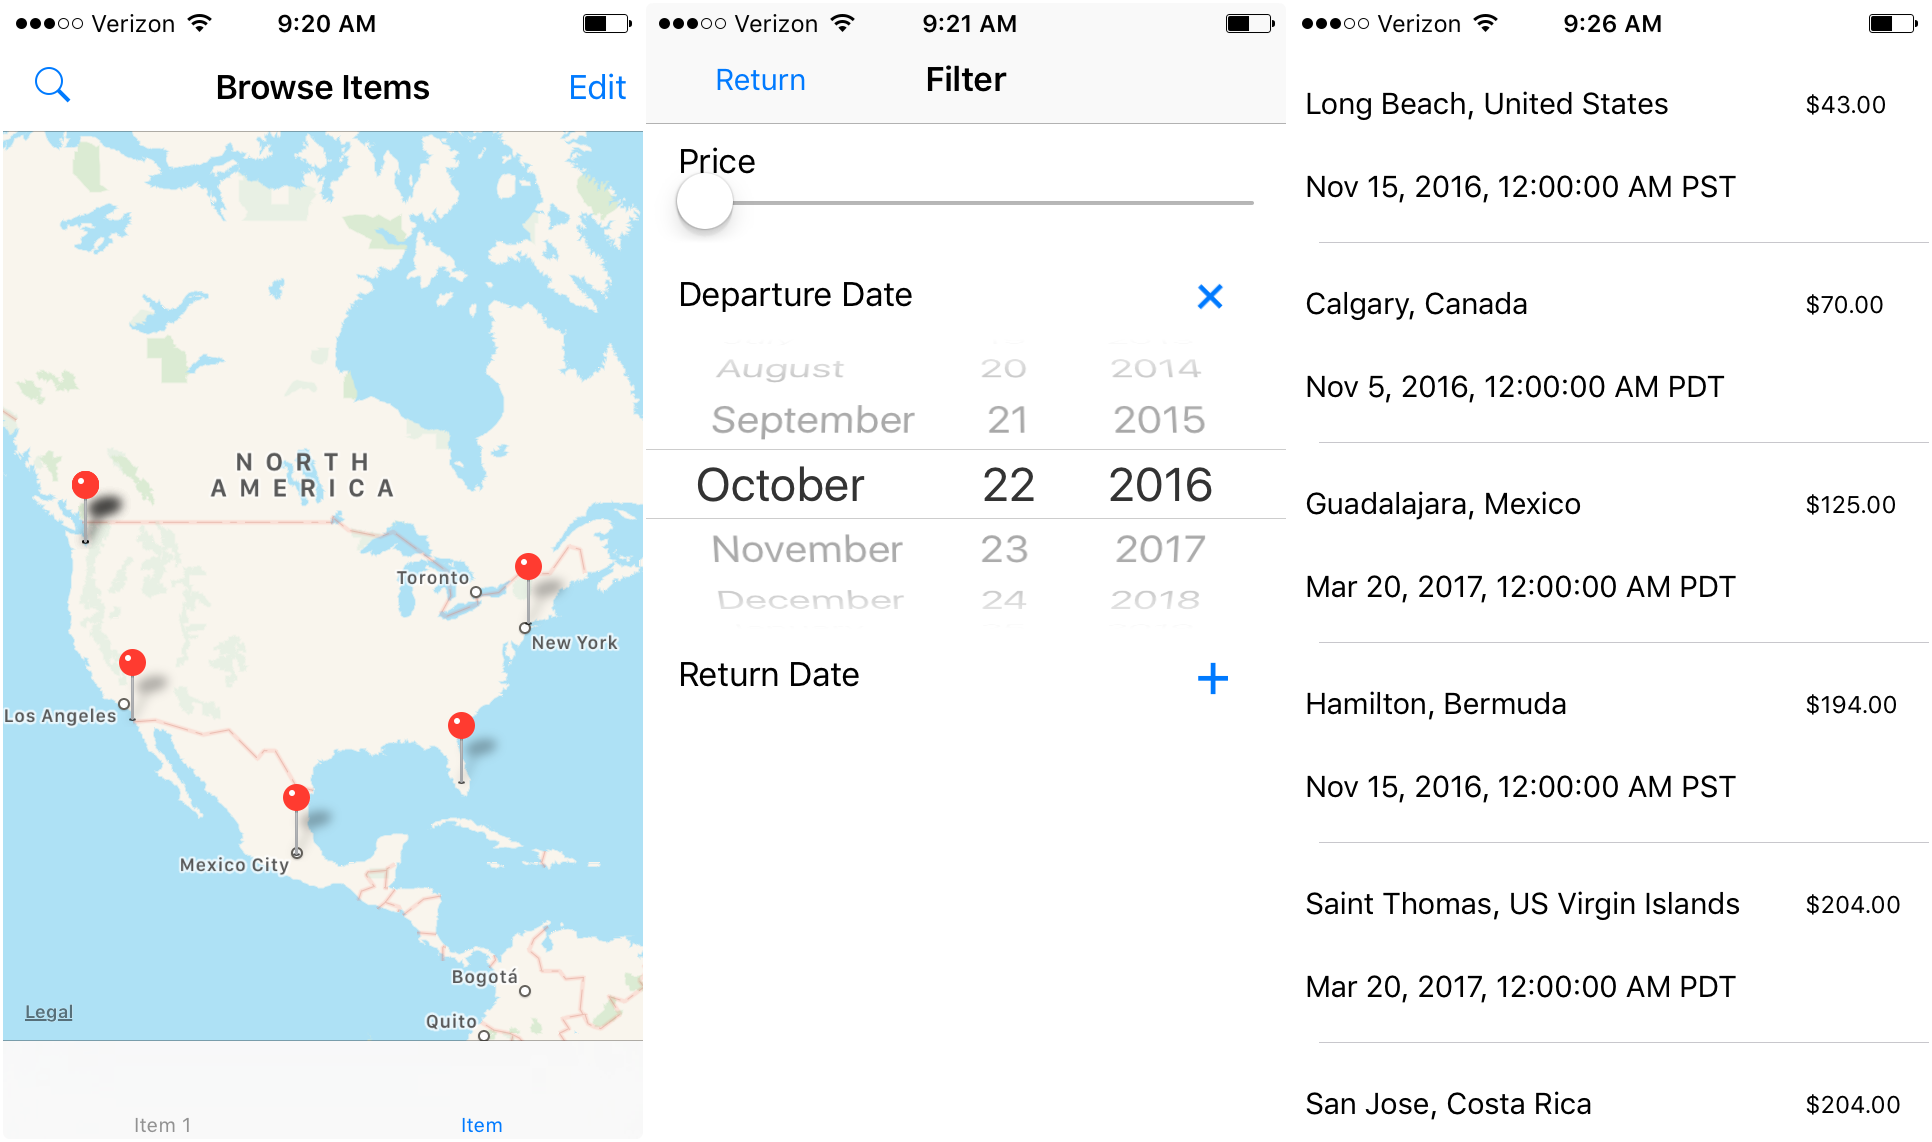 Verizon 9:20 AM
Browse Items Edit
NORTH
AMERICA
Toronto
New York
Los Angeles
Mexico City
Bogotá
Legal
Quito
Item 1 Item
Verizon 9:21 AM
Return Filter
Price
Departure Date
August 20 2014
September 21 2015
October 22 2016
November 23 2017
December 24 2018
Return Date
Verizon 9:26 AM
Long Beach, United States $43.00
Nov 15, 2016, 12:00:00 AM PST
Calgary, Canada $70.00
Nov 5, 2016, 12:00:00 AM PDT
Guadalajara, Mexico $125.00
Mar 20, 2017, 12:00:00 AM PDT
Hamilton, Bermuda $194.00
Nov 15, 2016, 12:00:00 AM PST
Saint Thomas, US Virgin Islands $204.00
Mar 20, 2017, 12:00:00 AM PDT
San Jose, Costa Rica $204.00